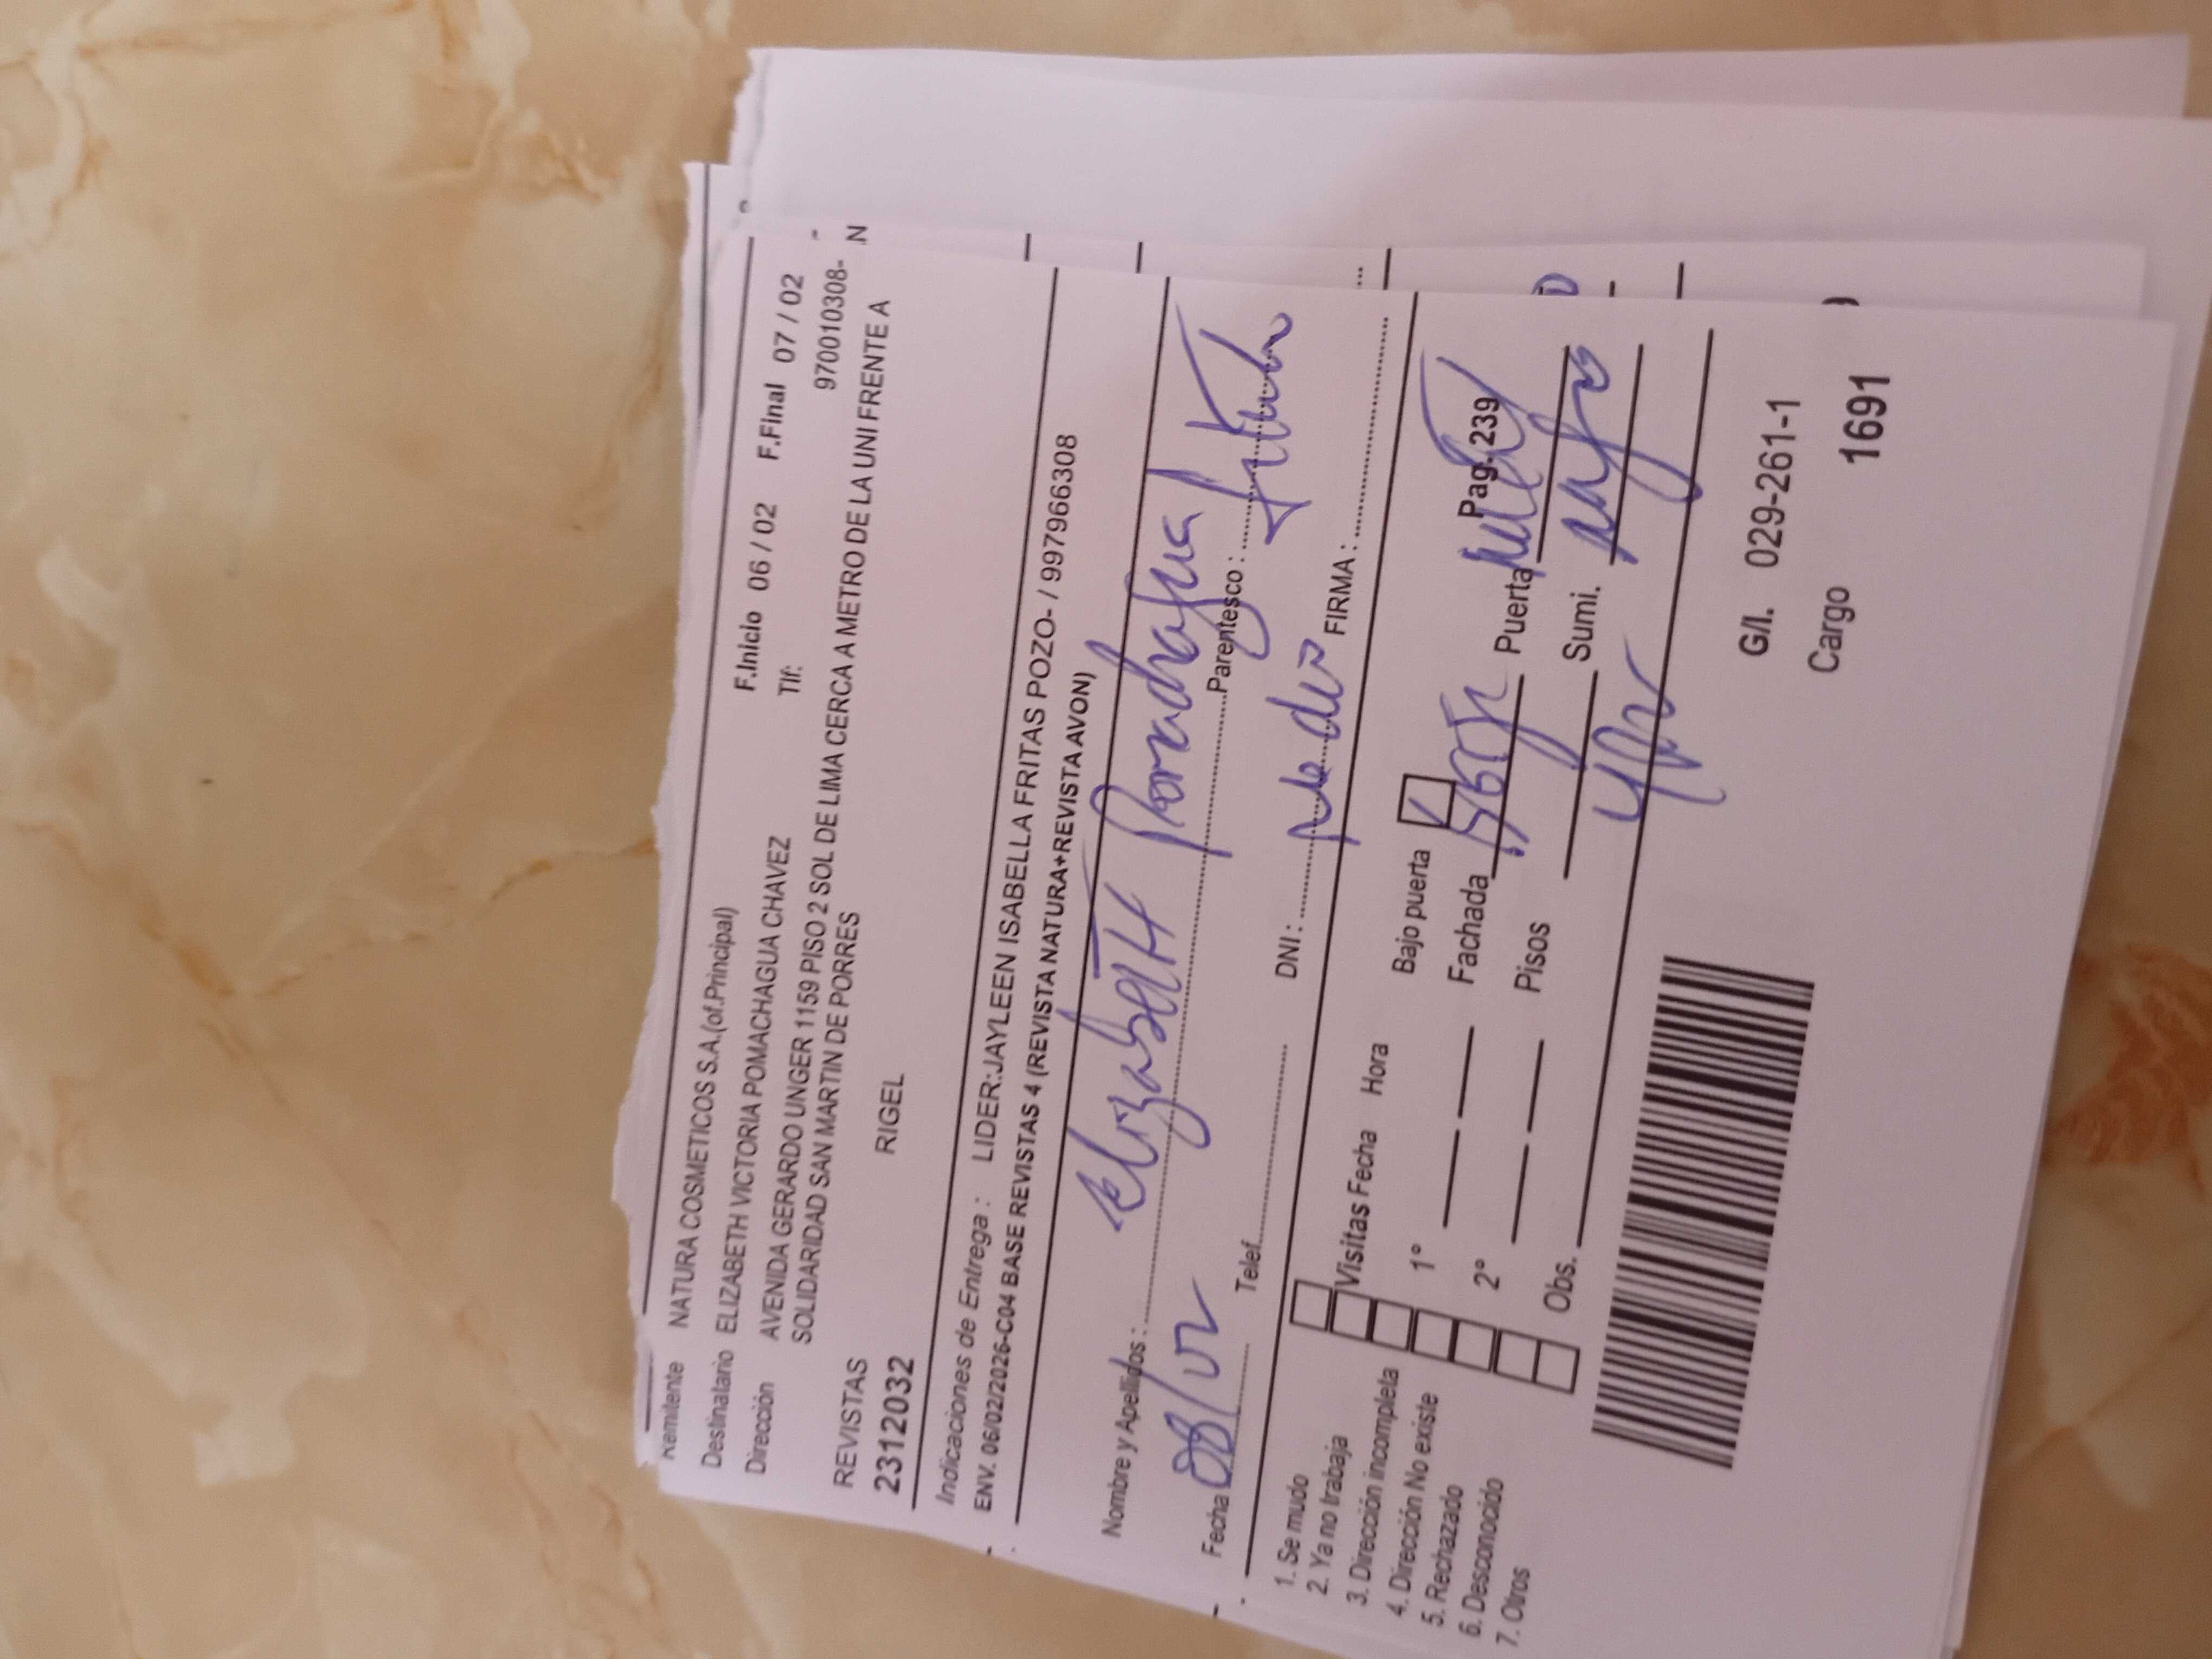 Remitente NATURA COSMETICOS S.A.(of.Principal)
Destinatario ELIZABETH VICTORIA POMACHAGUA CHAVEZ F.Inicio 06 / 02 F.Final 07 / 02
Dirección AVENIDA GERARDO UNGER 1159 PISO 2 SOL DE LIMA CERCA A METRO DE LA UNI FRENTE A Tlf: 970010308-
SOLIDARIDAD SAN MARTIN DE PORRES
REVISTAS
23120032 RIGEL
Indicaciones de Entrega : LIDER:JAYLEEN ISABELLA FRITAS POZO- / 997966308
ENV. 06/02/2026-C04 BASE REVISTAS 4 (REVISTA NATURA+REVISTA AVON)
Nombre y Apellidos : Elizabeth Pomachagua
Fecha 08/02 Parentesco : titular
Telef. DNI : FIRMA :
1. Se mudo
2. Ya no trabaja
3. Dirección incompleta
4. Dirección No existe
5. Rechazado
6. Desconocido
7. Otros
Visitas Fecha Hora Bajo puerta
1° Fachada Puerta Pag. 239
2° Pisos Sumi.
Obs.
G/l. 029-261-1
Cargo 1691